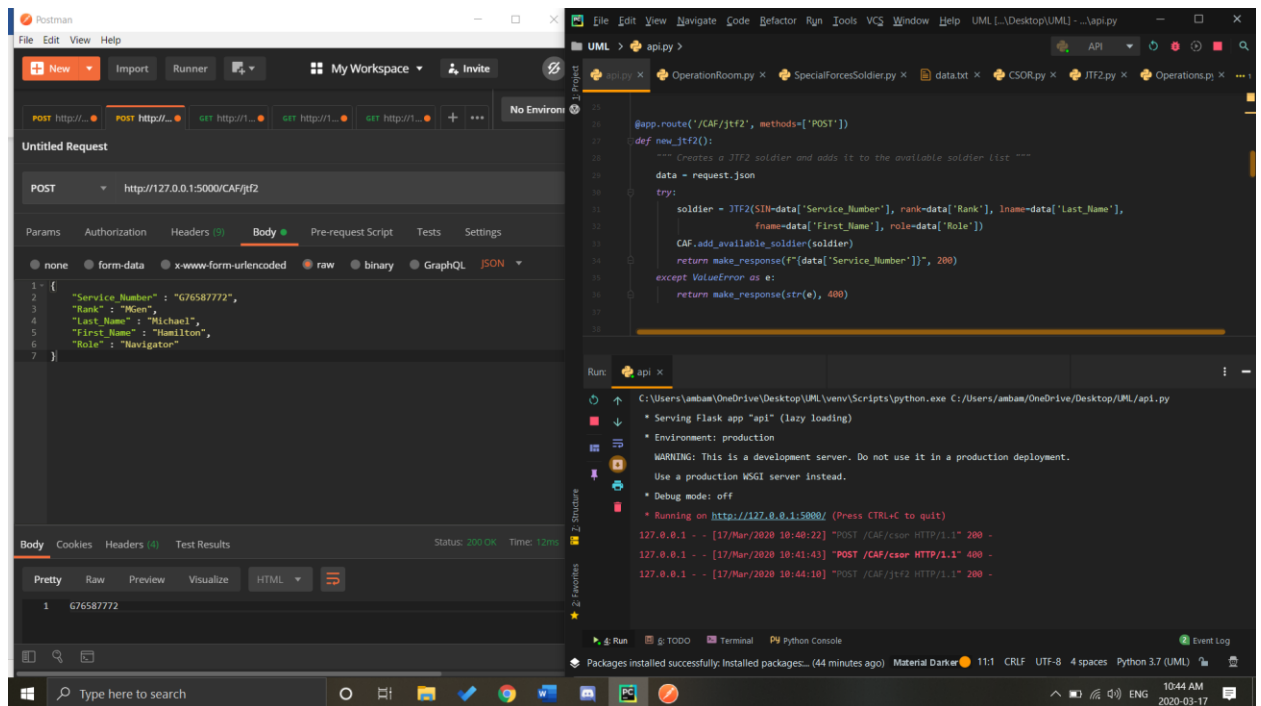 Postman
File Edit View Help
New Import Runner My Workspace Invite
POST http://... POST http://... GET http://1... GET http://1... GET http://1... + ••• No Environ
Untitled Request
POST http://127.0.0.1:5000/CAF/jtf2
Params Authorization Headers (9) Body Pre-request Script Tests Settings
none form-data x-www-form-urlencoded raw binary GraphQL JSON
1 {
2 "Service_Number" : "G76587772",
3 "Rank" : "MGen",
4 "Last_Name" : "Michael",
5 "First_Name" : "Hamilton",
6 "Role" : "Navigator"
7 }
Body Cookies Headers (4) Test Results Status: 200 OK Time: 12ms
Pretty Raw Preview Visualize HTML
1 G76587772
File Edit View Navigate Code Refactor Run Tools VCS Window Help UML [...\Desktop\UML] - ...\api.py
UML > api.py > API
1: Project
api.py × OperationRoom.py × SpecialForcesSoldier.py × data.txt × CSOR.py × JTF2.py × Operations.py ×
25
26 @app.route('/CAF/jtf2', methods=['POST'])
27 def new_jtf2():
28 """ Creates a JTF2 soldier and adds it to the available soldier list """
29 data = request.json
30 try:
31 soldier = JTF2(SIN=data['Service_Number'], rank=data['Rank'], lname=data['Last_Name'],
32 fname=data['First_Name'], role=data['Role'])
33 CAF.add_available_soldier(soldier)
34 return make_response(f"{data['Service_Number']}", 200)
35 except ValueError as e:
36 return make_response(str(e), 400)
37
38
Run: api ×
C:\Users\ambam\OneDrive\Desktop\UML\venv\Scripts\python.exe C:/Users/ambam/OneDrive/Desktop/UML/api.py
* Serving Flask app "api" (lazy loading)
* Environment: production
WARNING: This is a development server. Do not use it in a production deployment.
Use a production WSGI server instead.
* Debug mode: off
* Running on http://127.0.0.1:5000/ (Press CTRL+C to quit)
127.0.0.1 - - [17/Mar/2020 10:40:22] "POST /CAF/csor HTTP/1.1" 200 -
127.0.0.1 - - [17/Mar/2020 10:41:43] "POST /CAF/csor HTTP/1.1" 400 -
127.0.0.1 - - [17/Mar/2020 10:44:10] "POST /CAF/jtf2 HTTP/1.1" 200 -
7: Structure
2: Favorites
4: Run 6: TODO Terminal Python Console 2 Event Log
Packages installed successfully: Installed packages:... (44 minutes ago) Material Darker 11:1 CRLF UTF-8 4 spaces Python 3.7 (UML)
Type here to search ENG 10:44 AM
2020-03-17